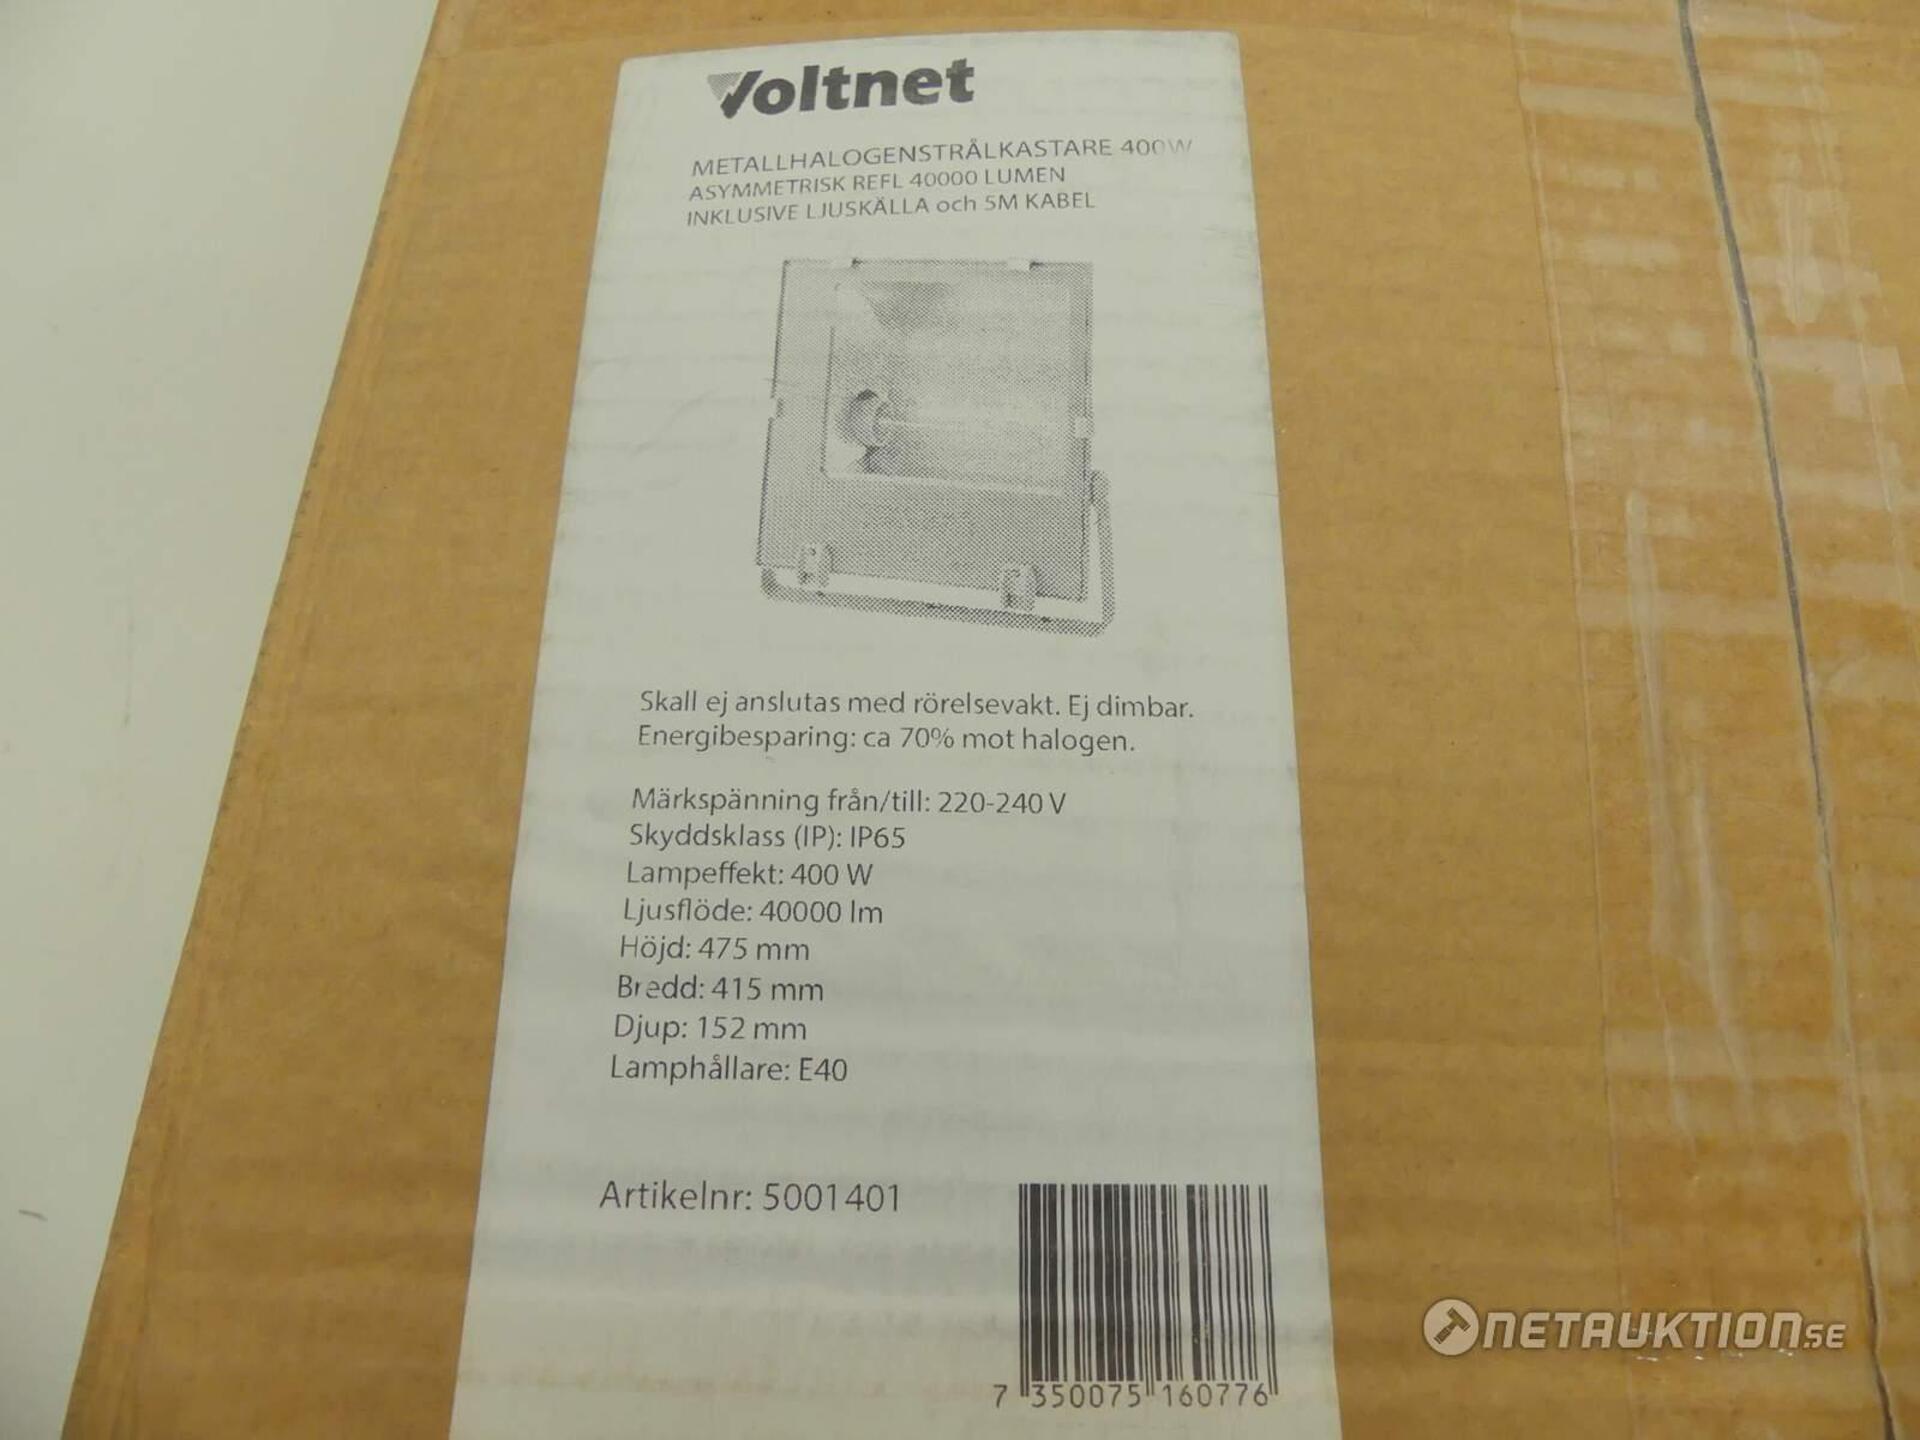 Voltnet
METALLHALOGENSTRÅLKASTARE 400W
ASYMMETRISK REFL 40000 LUMEN
INKLUSIVE LJUSKÄLLA och 5M KABEL
Skall ej anslutas med rörelsevakt. Ej dimbar.
Energibesparing: ca 70% mot halogen.
Märkspänning från/till: 220-240 V
Skyddsklass (IP): IP65
Lampeffekt: 400 W
Ljusflöde: 40000 lm
Höjd: 475 mm
Bredd: 415 mm
Djup: 152 mm
Lamphållare: E40
Artikelnr: 5001401
7 350075 160776
NETAUKTION.SE